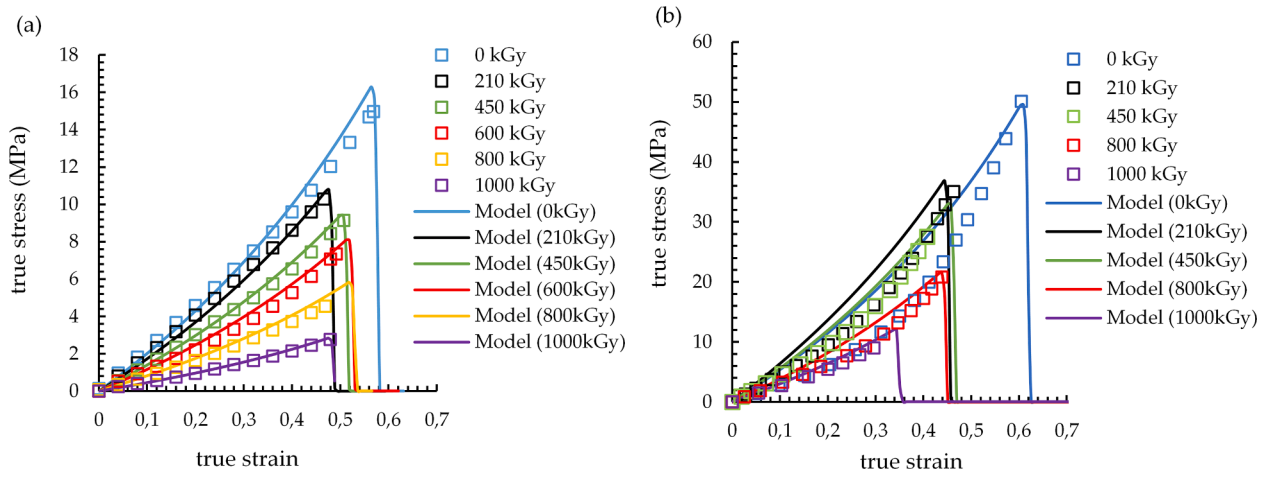 (a)
true stress (MPa)
18
16
14
12
10
8
6
4
2
0
0
0,1
0,2
0,3
0,4
0,5
0,6
0,7
true strain
0 kGy
210 kGy
450 kGy
600 kGy
800 kGy
1000 kGy
Model (0kGy)
Model (210kGy)
Model (450kGy)
Model (600kGy)
Model (800kGy)
Model (1000kGy)
(b)
true stress (MPa)
60
50
40
30
20
10
0
0
0,1
0,2
0,3
0,4
0,5
0,6
0,7
true strain
0 kGy
210 kGy
450 kGy
800 kGy
1000 kGy
Model (0kGy)
Model (210kGy)
Model (450kGy)
Model (800kGy)
Model (1000kGy)